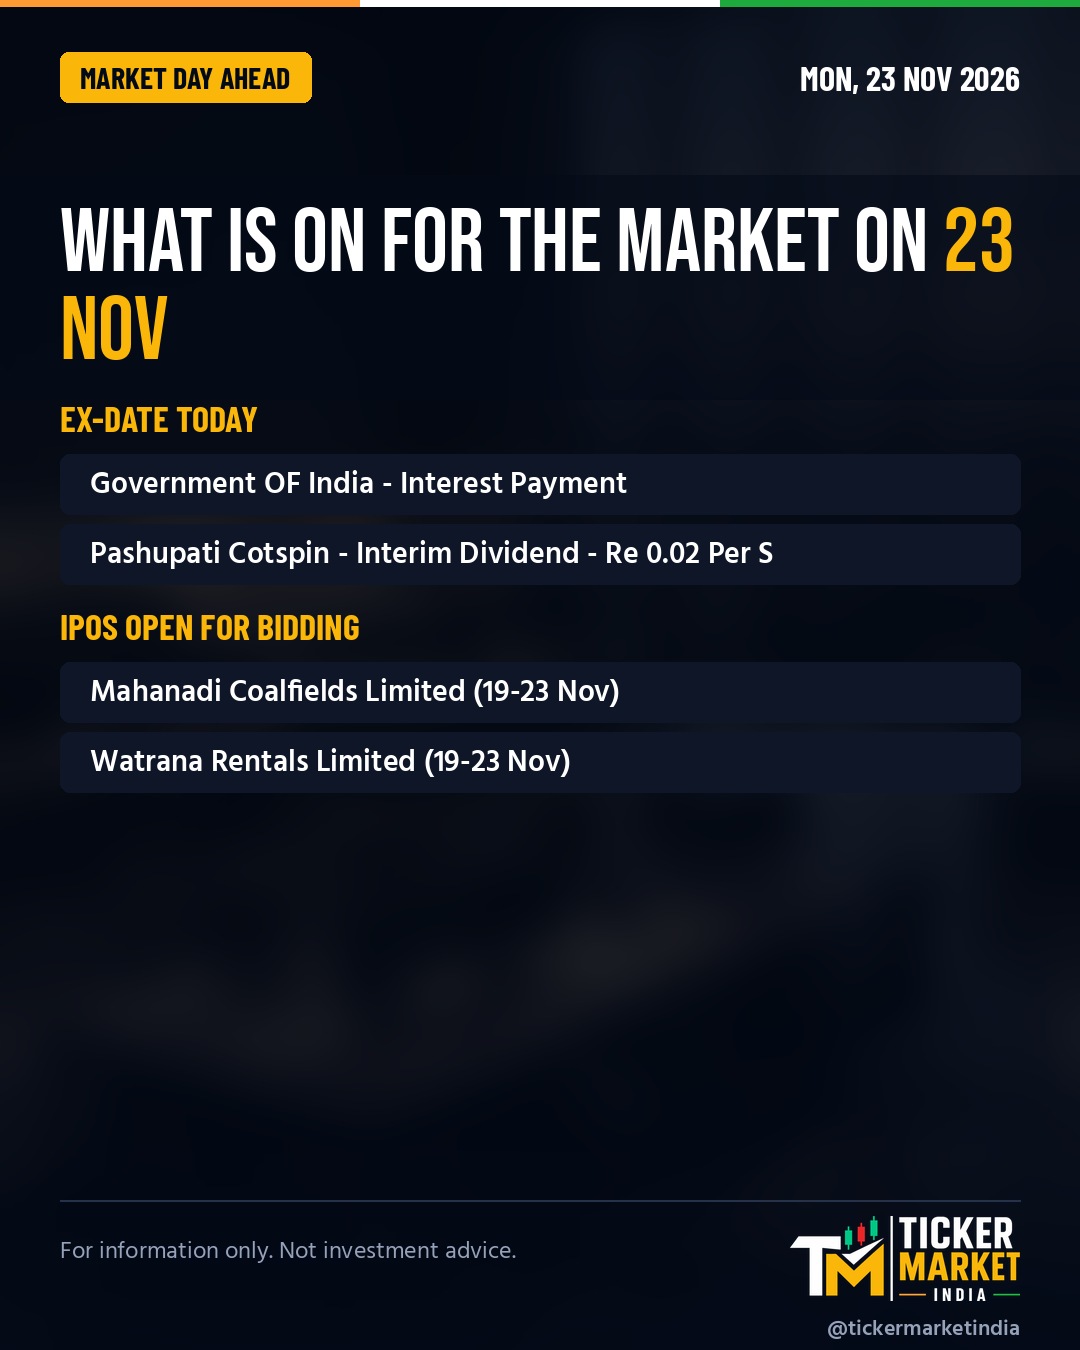 MARKET DAY AHEAD
MON, 23 NOV 2026
WHAT IS ON FOR THE MARKET ON 23
NOV
EX-DATE TODAY
Government OF India - Interest Payment
Pashupati Cotspin - Interim Dividend - Re 0.02 Per S
IPOS OPEN FOR BIDDING
Mahanadi Coalfields Limited (19-23 Nov)
Watrana Rentals Limited (19-23 Nov)
For information only. Not investment advice.
TM
TICKER
MARKET
INDIA
@tickermarketindia